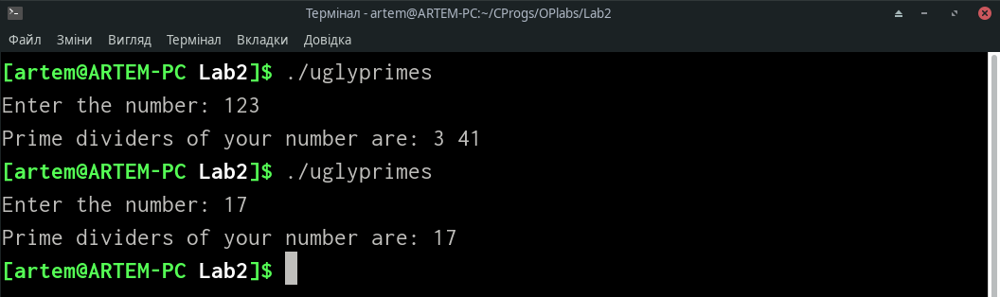 Термінал - artem@ARTEM-PC:~/CProgs/OPlabs/Lab2
Файл Зміни Вигляд Термінал Вкладки Довідка
[artem@ARTEM-PC Lab2]$ ./uglyprimes
Enter the number: 123
Prime dividers of your number are: 3 41
[artem@ARTEM-PC Lab2]$ ./uglyprimes
Enter the number: 17
Prime dividers of your number are: 17
[artem@ARTEM-PC Lab2]$